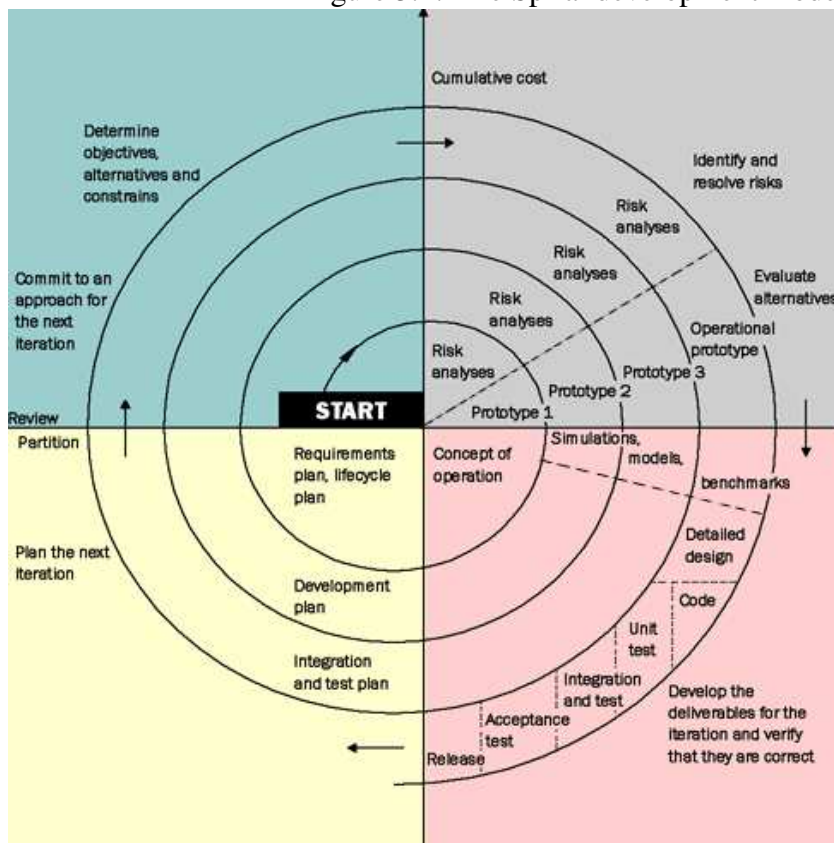 Cumulative cost
Determine
objectives,
alternatives and
constrains
Identify and
resolve risks
Risk
analyses
Risk
analyses
Risk
analyses
Risk
analyses
Commit to an
approach for
the next
iteration
Evaluate
alternatives
Operational
prototype
Prototype 3
Prototype 2
Prototype 1
START
Review
Partition
Requirements
plan, lifecycle
plan
Concept of
operation
Simulations,
models,
benchmarks
Plan the next
iteration
Detailed
design
Development
plan
Code
Unit
test
Integration
and test plan
Integration
and test
Acceptance
test
Release
Develop the
deliverables for the
iteration and verify
that they are correct